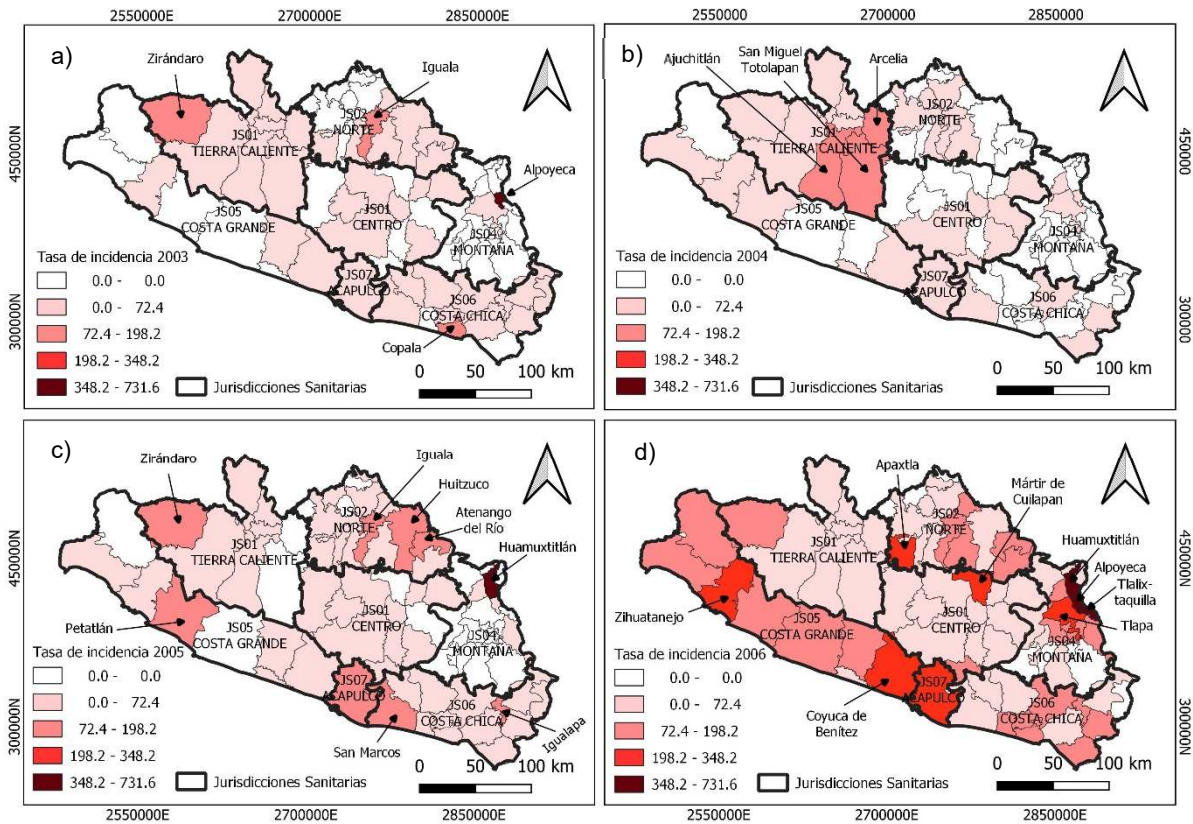 2550000E
2700000E
2850000E
2550000E
2700000E
2850000E
a)
Zirándaro
Iguala
JS02
NORTE
JS01
TIERRA CALIENTE
Alpoyeca
JS05
COSTA GRANDE
JS01
CENTRO
JS04
MONTAÑA
JS07
ACAPULCO
JS06
COSTA CHICA
Copala
Tasa de incidencia 2003
0.0 - 0.0
0.0 - 72.4
72.4 - 198.2
198.2 - 348.2
348.2 - 731.6
Jurisdicciones Sanitarias
0 50 100 km
450000N
300000N
b)
Ajuchitlán
San Miguel
Totolapan
Arcelia
JS02
NORTE
JS01
TIERRA CALIENTE
JS05
COSTA GRANDE
JS01
CENTRO
JS04
MONTAÑA
JS07
ACAPULCO
JS06
COSTA CHICA
Tasa de incidencia 2004
0.0 - 0.0
0.0 - 72.4
72.4 - 198.2
198.2 - 348.2
348.2 - 731.6
Jurisdicciones Sanitarias
0 50 100 km
450000
300000
c)
Zirándaro
Iguala
Huitzuco
Atenango
del Río
Huamuxtitlán
JS02
NORTE
JS01
TIERRA CALIENTE
Petatlán
JS05
COSTA GRANDE
JS01
CENTRO
JS04
MONTAÑA
JS07
ACAPULCO
JS06
COSTA CHICA
San Marcos
Igualapa
Tasa de incidencia 2005
0.0 - 0.0
0.0 - 72.4
72.4 - 198.2
198.2 - 348.2
348.2 - 731.6
Jurisdicciones Sanitarias
0 50 100 km
450000N
300000N
d)
Apaxtla
Mártir de
Cuilapan
Huamuxtitlán
Alpoyeca
Tlalix-
taquilla
Tlapa
JS02
NORTE
JS01
TIERRA CALIENTE
Zihuatanejo
JS05
COSTA GRANDE
JS01
CENTRO
JS04
MONTAÑA
JS07
ACAPULCO
JS06
COSTA CHICA
Coyuca de
Benítez
Tasa de incidencia 2006
0.0 - 0.0
0.0 - 72.4
72.4 - 198.2
198.2 - 348.2
348.2 - 731.6
Jurisdicciones Sanitarias
0 50 100 km
450000N
300000N
2550000E
2700000E
2850000E
2550000E
2700000E
2850000E